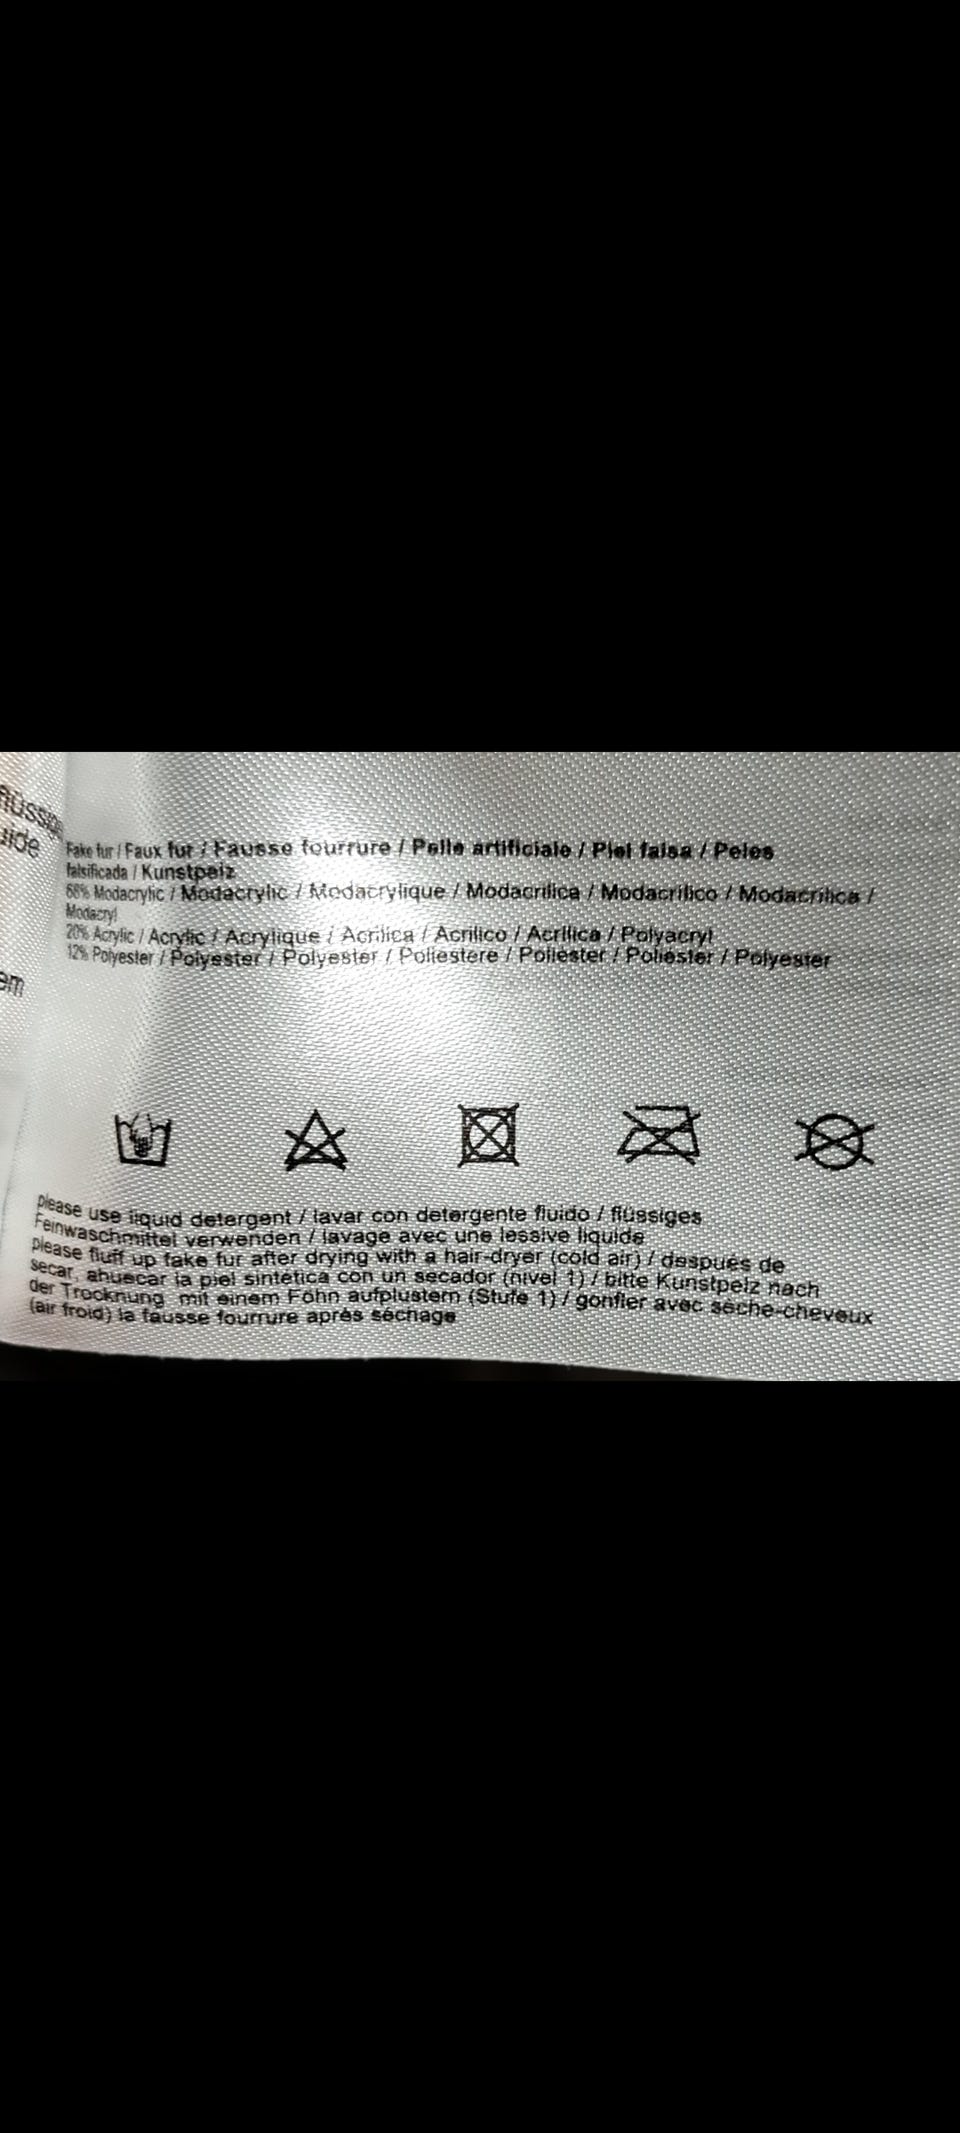 flüssig
uide
em
Fake fur / Faux fur / Fausse fourrure / Pelle artificiale / Piel falsa / Peles
falsificada / Kunstpelz
68% Modacrylic / Modacrylic / Modacrylique / Modacrilica / Modacrílico / Modacrílica /
Modacryl
20% Acrylic / Acrylic / Acrylique / Acrilica / Acrílico / Acrílica / Polyacryl
12% Polyester / Polyester / Polyester / Poliestere / Poliéster / Poliéster / Polyester
please use liquid detergent / lavar con detergente fluido / flüssiges
Feinwaschmittel verwenden / lavage avec une lessive liquide
please fluff up fake fur after drying with a hair-dryer (cold air) / después de
secar, ahuecar la piel sintetica con un secador (nivel 1) / bitte Kunstpelz nach
der Trocknung mit einem Föhn aufplustern (Stufe 1) / gonfler avec sèche-cheveux
(air froid) la fausse fourrure après séchage